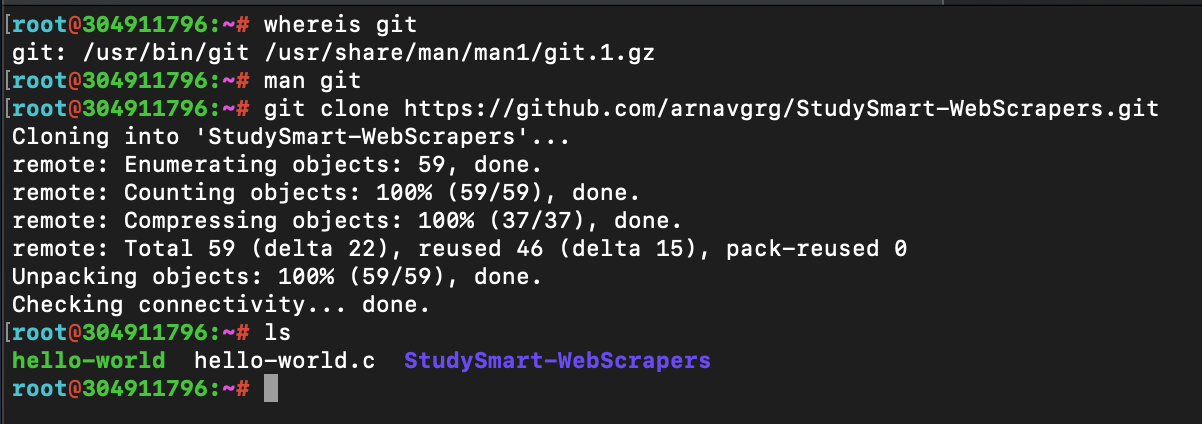 root@304911796:~# whereis git
git: /usr/bin/git /usr/share/man/man1/git.1.gz
root@304911796:~# man git
root@304911796:~# git clone https://github.com/arnavgrg/StudySmart-WebScrapers.git
Cloning into 'StudySmart-WebScrapers'...
remote: Enumerating objects: 59, done.
remote: Counting objects: 100% (59/59), done.
remote: Compressing objects: 100% (37/37), done.
remote: Total 59 (delta 22), reused 46 (delta 15), pack-reused 0
Unpacking objects: 100% (59/59), done.
Checking connectivity... done.
root@304911796:~# ls
hello-world  hello-world.c  StudySmart-WebScrapers
root@304911796:~#